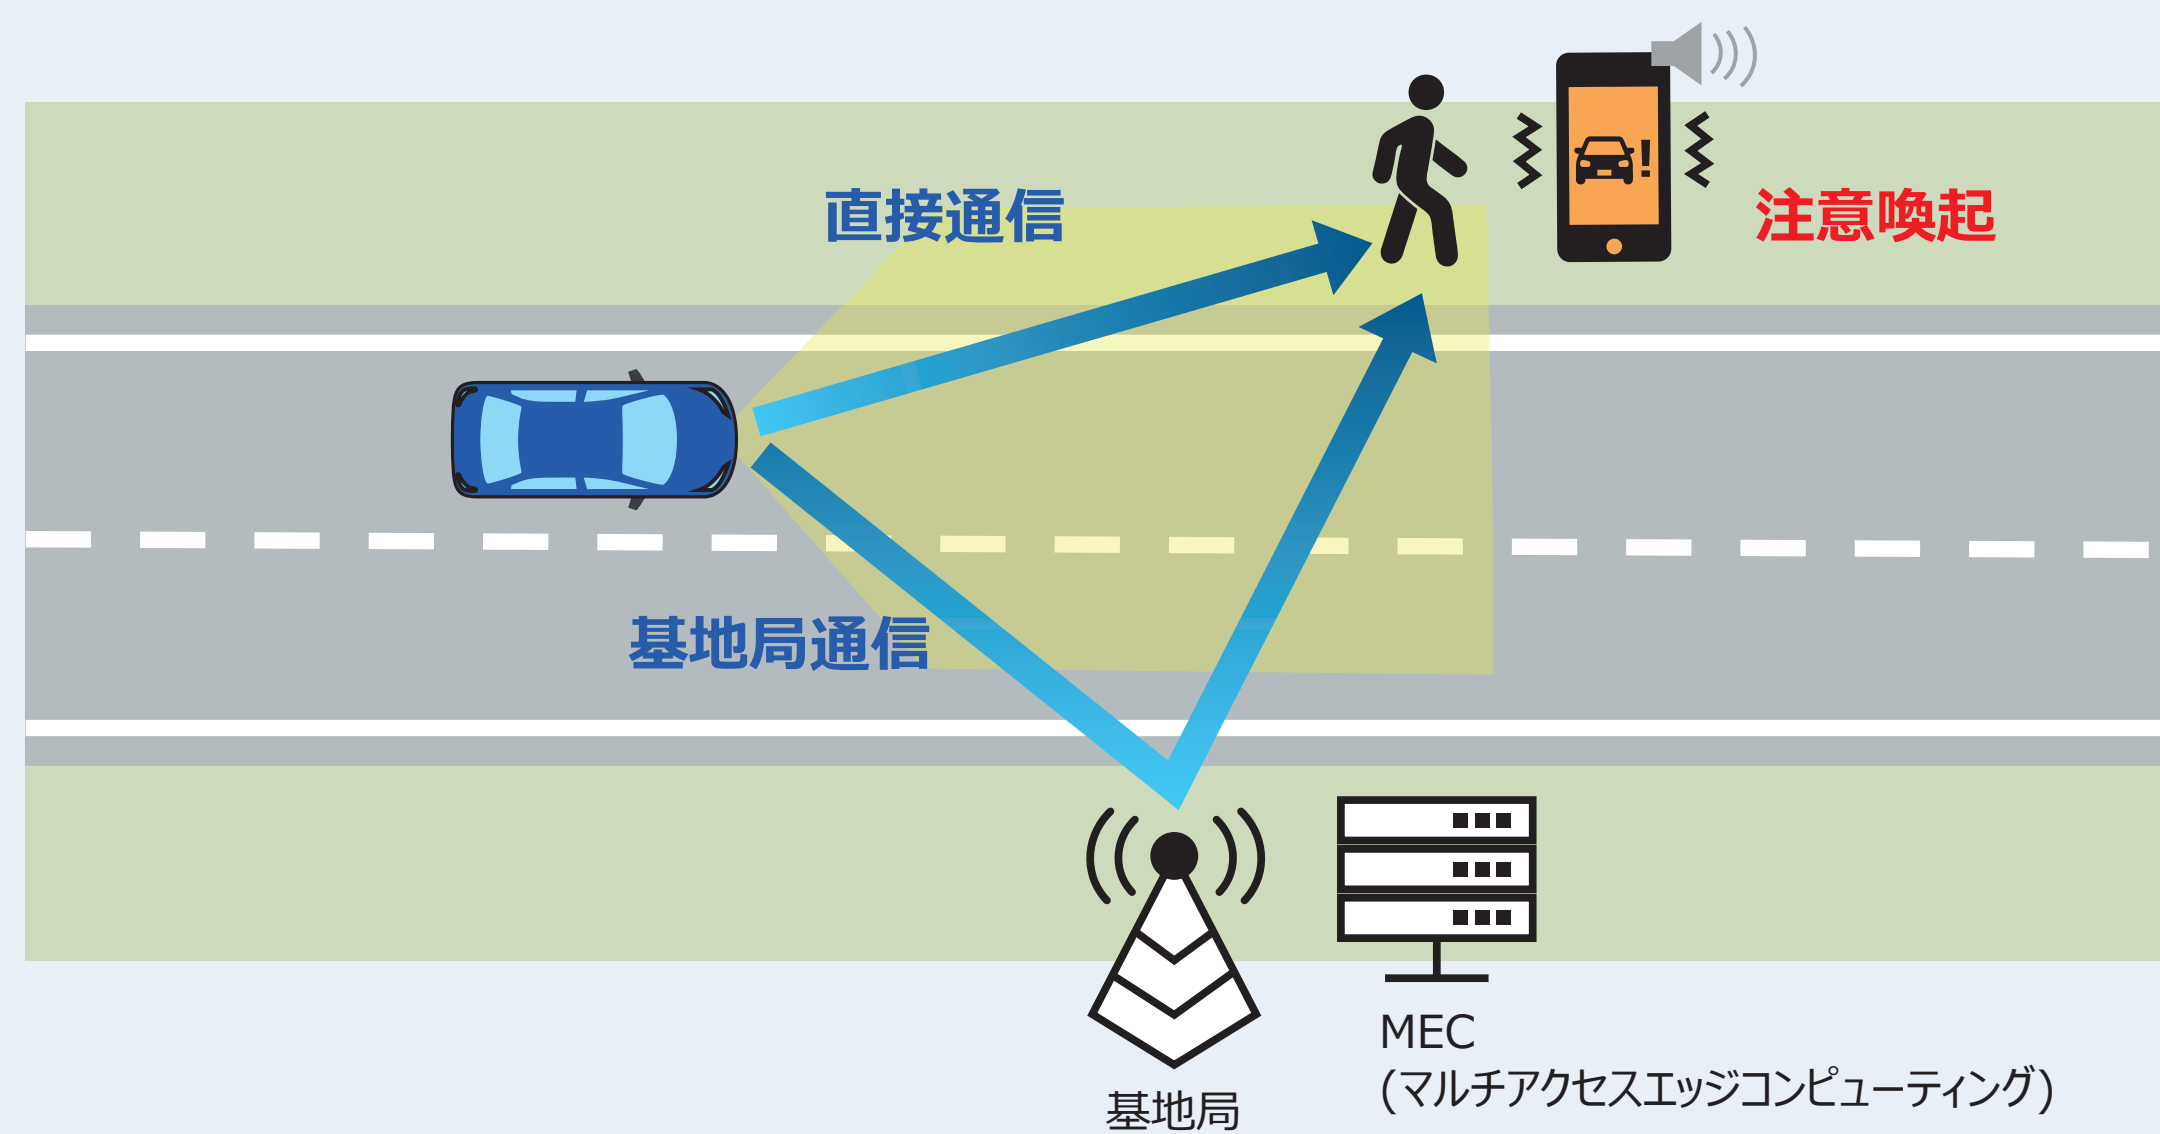 直接通信
注意喚起
基地局通信
基地局
MEC
(マルチアクセスエッジコンピューティング)